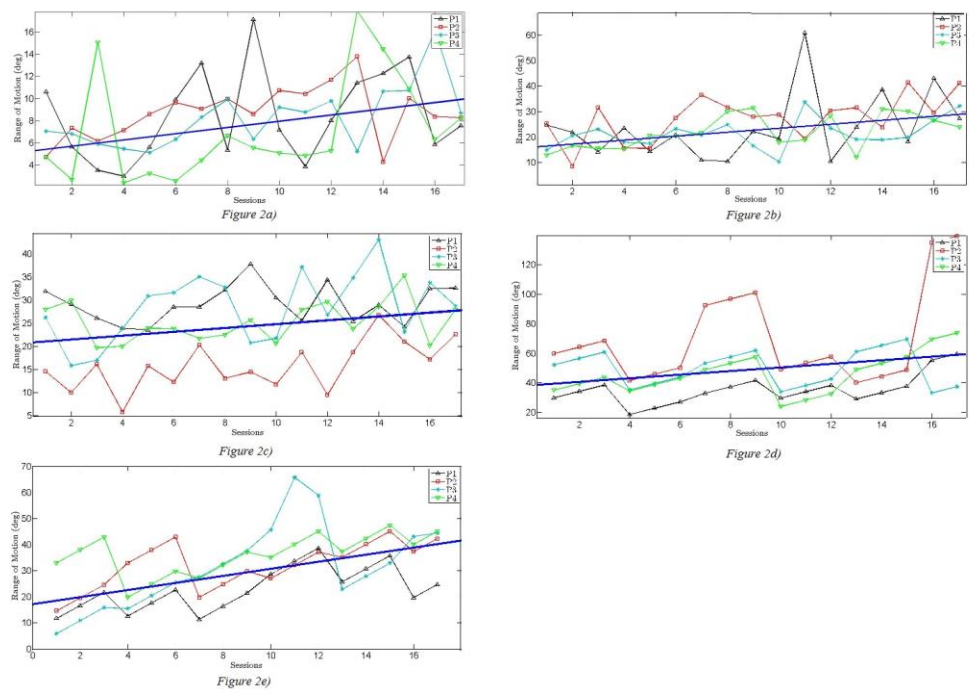 16
14
12
10
8
6
4
2 4 6 8 10 12 14 16
Range of Motion (deg)
Sessions
P1
P2
P3
P4
Figure 2a)
60
50
40
30
20
10
2 4 6 8 10 12 14 16
Range of Motion (deg)
Sessions
P1
P2
P3
P4
Figure 2b)
40
35
30
25
20
15
10
5
2 4 6 8 10 12 14 16
Range of Motion (deg)
Sessions
P1
P2
P3
P4
Figure 2c)
140
120
100
80
60
40
20
2 4 6 8 10 12 14 16
Range of Motion (deg)
Sessions
P1
P2
P3
P4
Figure 2d)
70
60
50
40
30
20
10
0
0 2 4 6 8 10 12 14 16
Range of Motion (deg)
Sessions
P1
P2
P3
P4
Figure 2e)